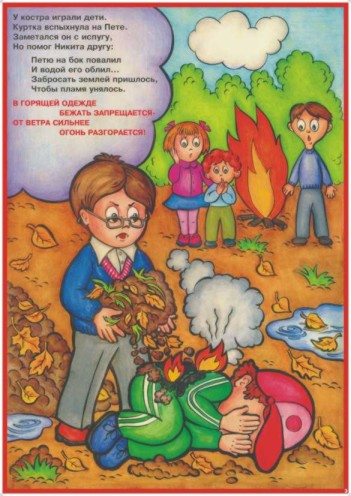 У костра играли дети.
Куртка вспыхнула на Пете.
Заметался он с испугу,
Но помог Никита другу:
Петю на бок повалил
И водой его облил...
Забросать землей пришлось,
Чтобы пламя унялось.
В ГОРЯЩЕЙ ОДЕЖДЕ
БЕЖАТЬ ЗАПРЕЩАЕТСЯ-
ОТ ВЕТРА СИЛЬНЕЕ
ОГОНЬ РАЗГОРАЕТСЯ!